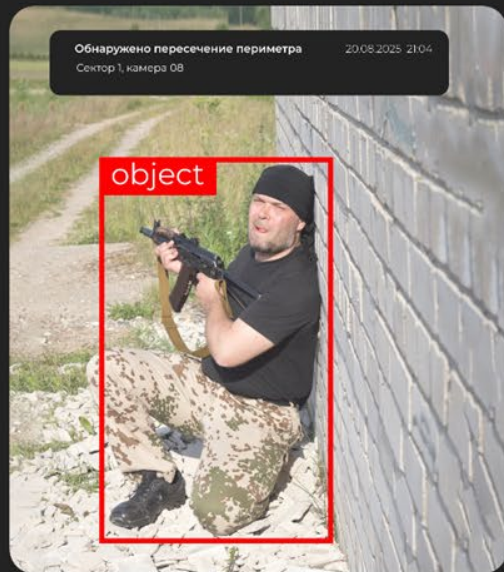 Обнаружено пересечение периметра 20.08.2025 21:04
Сектор 1, камера 08
object